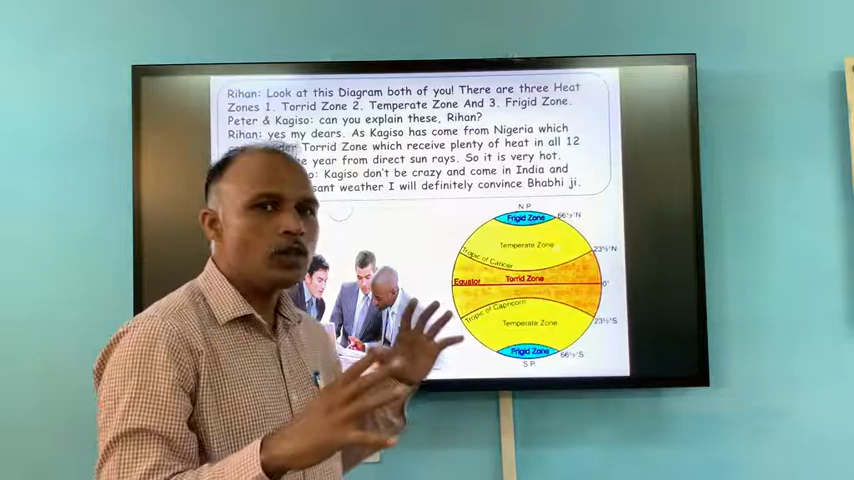 Rihan: Look at this Diagram both of you! There are three Heat
Zones 1. Torrid Zone 2. Temperate Zone And 3. Frigid Zone.
Peter & Kagiso: can you explain these, Rihan?
Rihan: yes my dears. As Kagiso has come from Nigeria which
Torrid Zone which receive plenty of heat in all 12
the year from direct sun rays. So it is very hot.
Kagiso don't be crazy and come in India and
weather I will definitely convince Bhabhi ji.
N P
Frigid Zone
66½°N
Temperate Zone
23½°N
Tropic of Cancer
Equator
Torrid Zone
0°
Tropic of Capricorn
Temperate Zone
23½°S
Frigid Zone
66½°S
S P